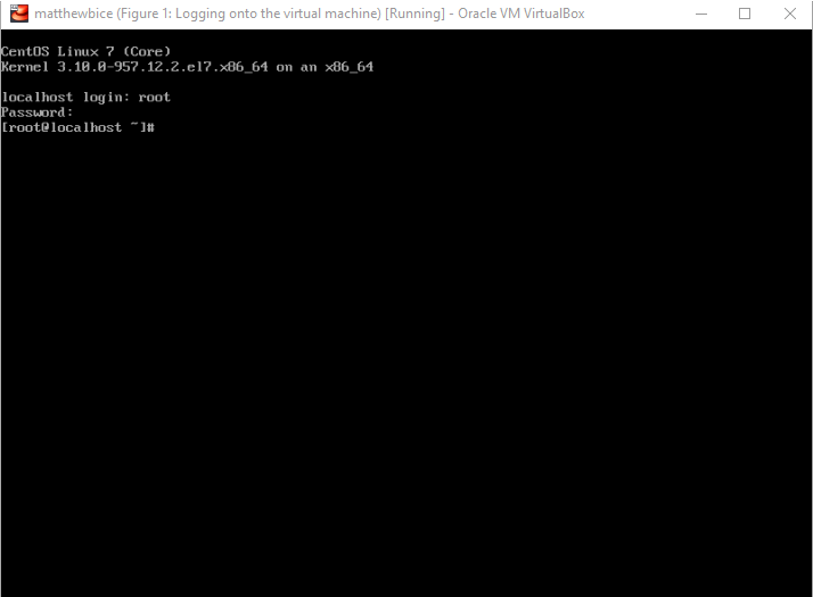 matthewbice (Figure 1: Logging onto the virtual machine) [Running] - Oracle VM VirtualBox
CentOS Linux 7 (Core)
Kernel 3.10.0-957.12.2.el7.x86_64 on an x86_64
localhost login: root
Password:
[root@localhost ~]#